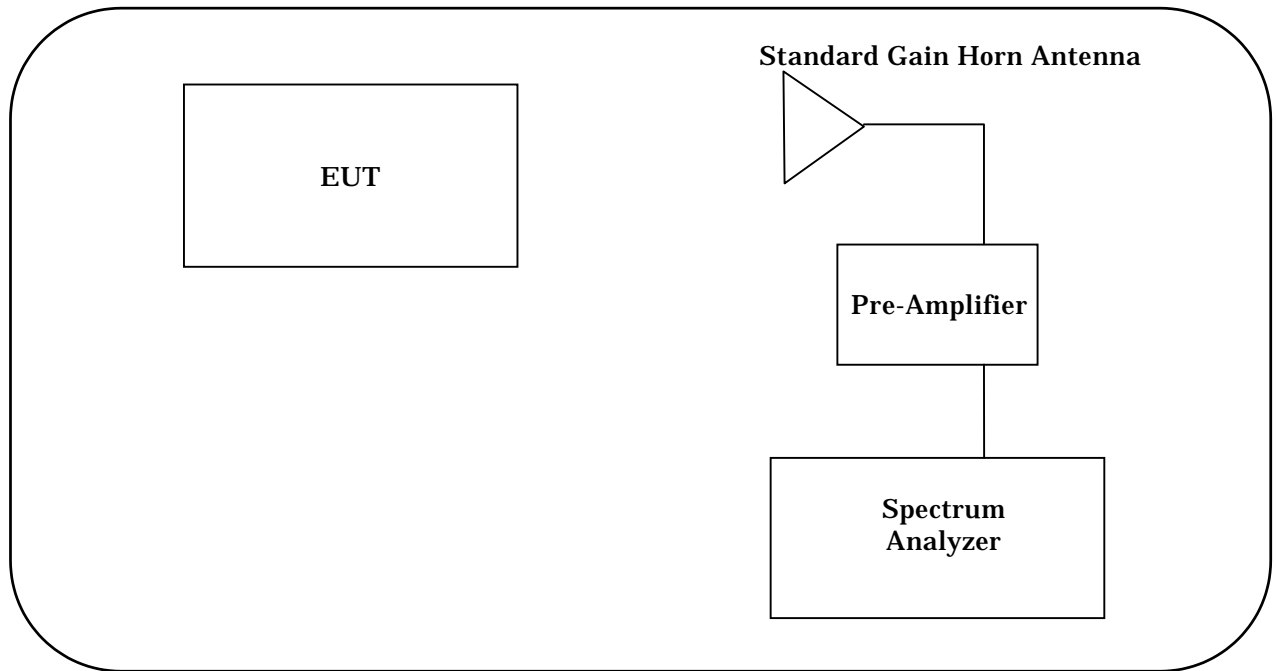 Standard Gain Horn Antenna
EUT
Pre-Amplifier
Spectrum
Analyzer